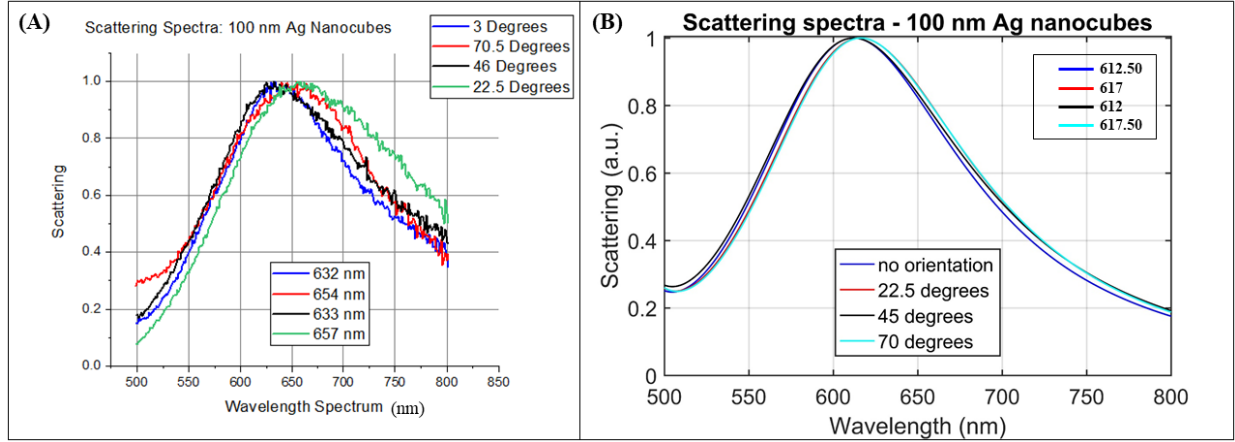 (A)
Scattering Spectra: 100 nm Ag Nanocubes
3 Degrees
70.5 Degrees
46 Degrees
22.5 Degrees
1.0
0.8
0.6
0.4
0.2
0.0
Scattering
632 nm
654 nm
633 nm
657 nm
500 550 600 650 700 750 800 850
Wavelength Spectrum (nm)
(B)
Scattering spectra - 100 nm Ag nanocubes
612.50
617
612
617.50
1
0.8
0.6
0.4
0.2
0
Scattering (a.u.)
no orientation
22.5 degrees
45 degrees
70 degrees
500 550 600 650 700 750 800
Wavelength (nm)